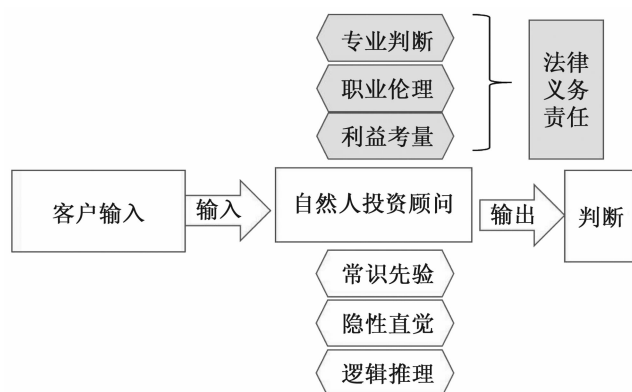 专业判断
职业伦理
利益考量
法律
义务
责任
客户输入
输入
自然人投资顾问
输出
判断
常识先验
隐性直觉
逻辑推理